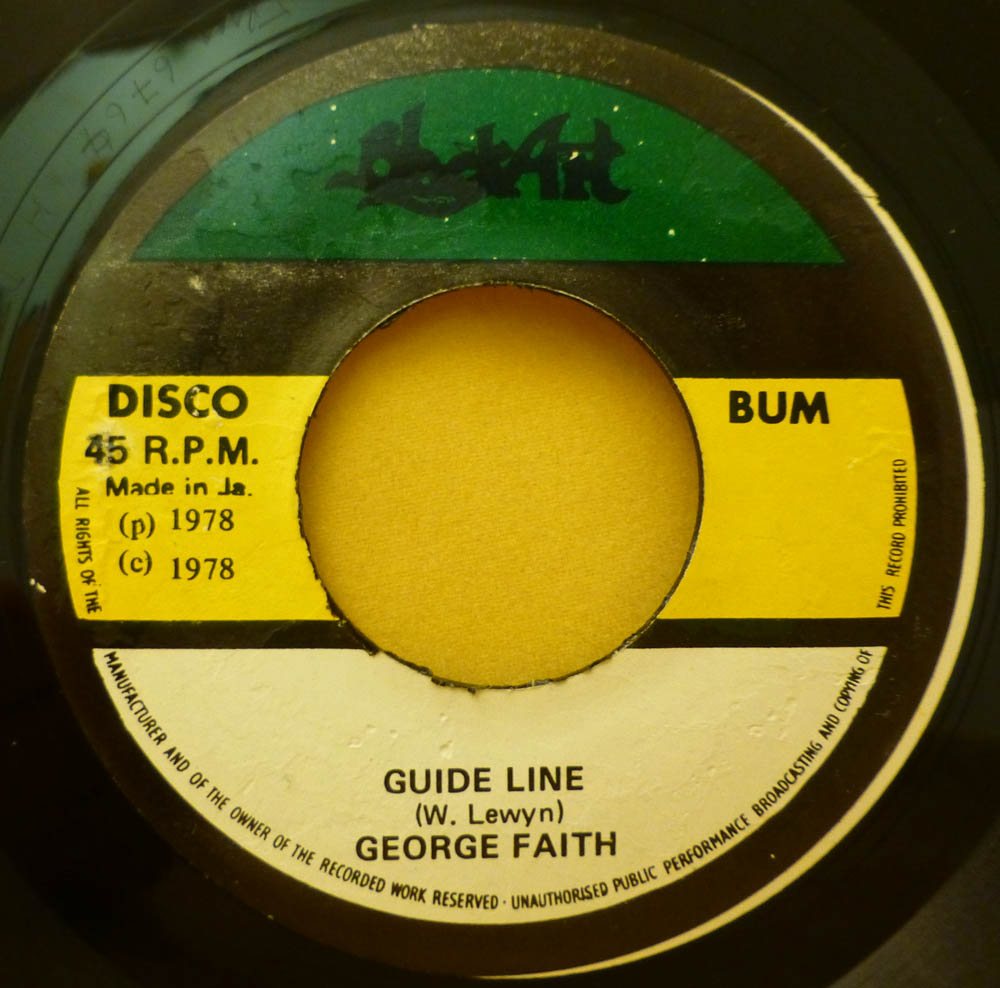 Black Art
DISCO
BUM
45 R.P.M.
Made in Ja.
(p) 1978
(c) 1978
GUIDE LINE
(W. Lewyn)
GEORGE FAITH
ALL RIGHTS OF THE MANUFACTURER AND OF THE OWNER OF THE RECORDED WORK RESERVED · UNAUTHORISED PUBLIC PERFORMANCE BROADCASTING AND COPYING OF THIS RECORD PROHIBITED